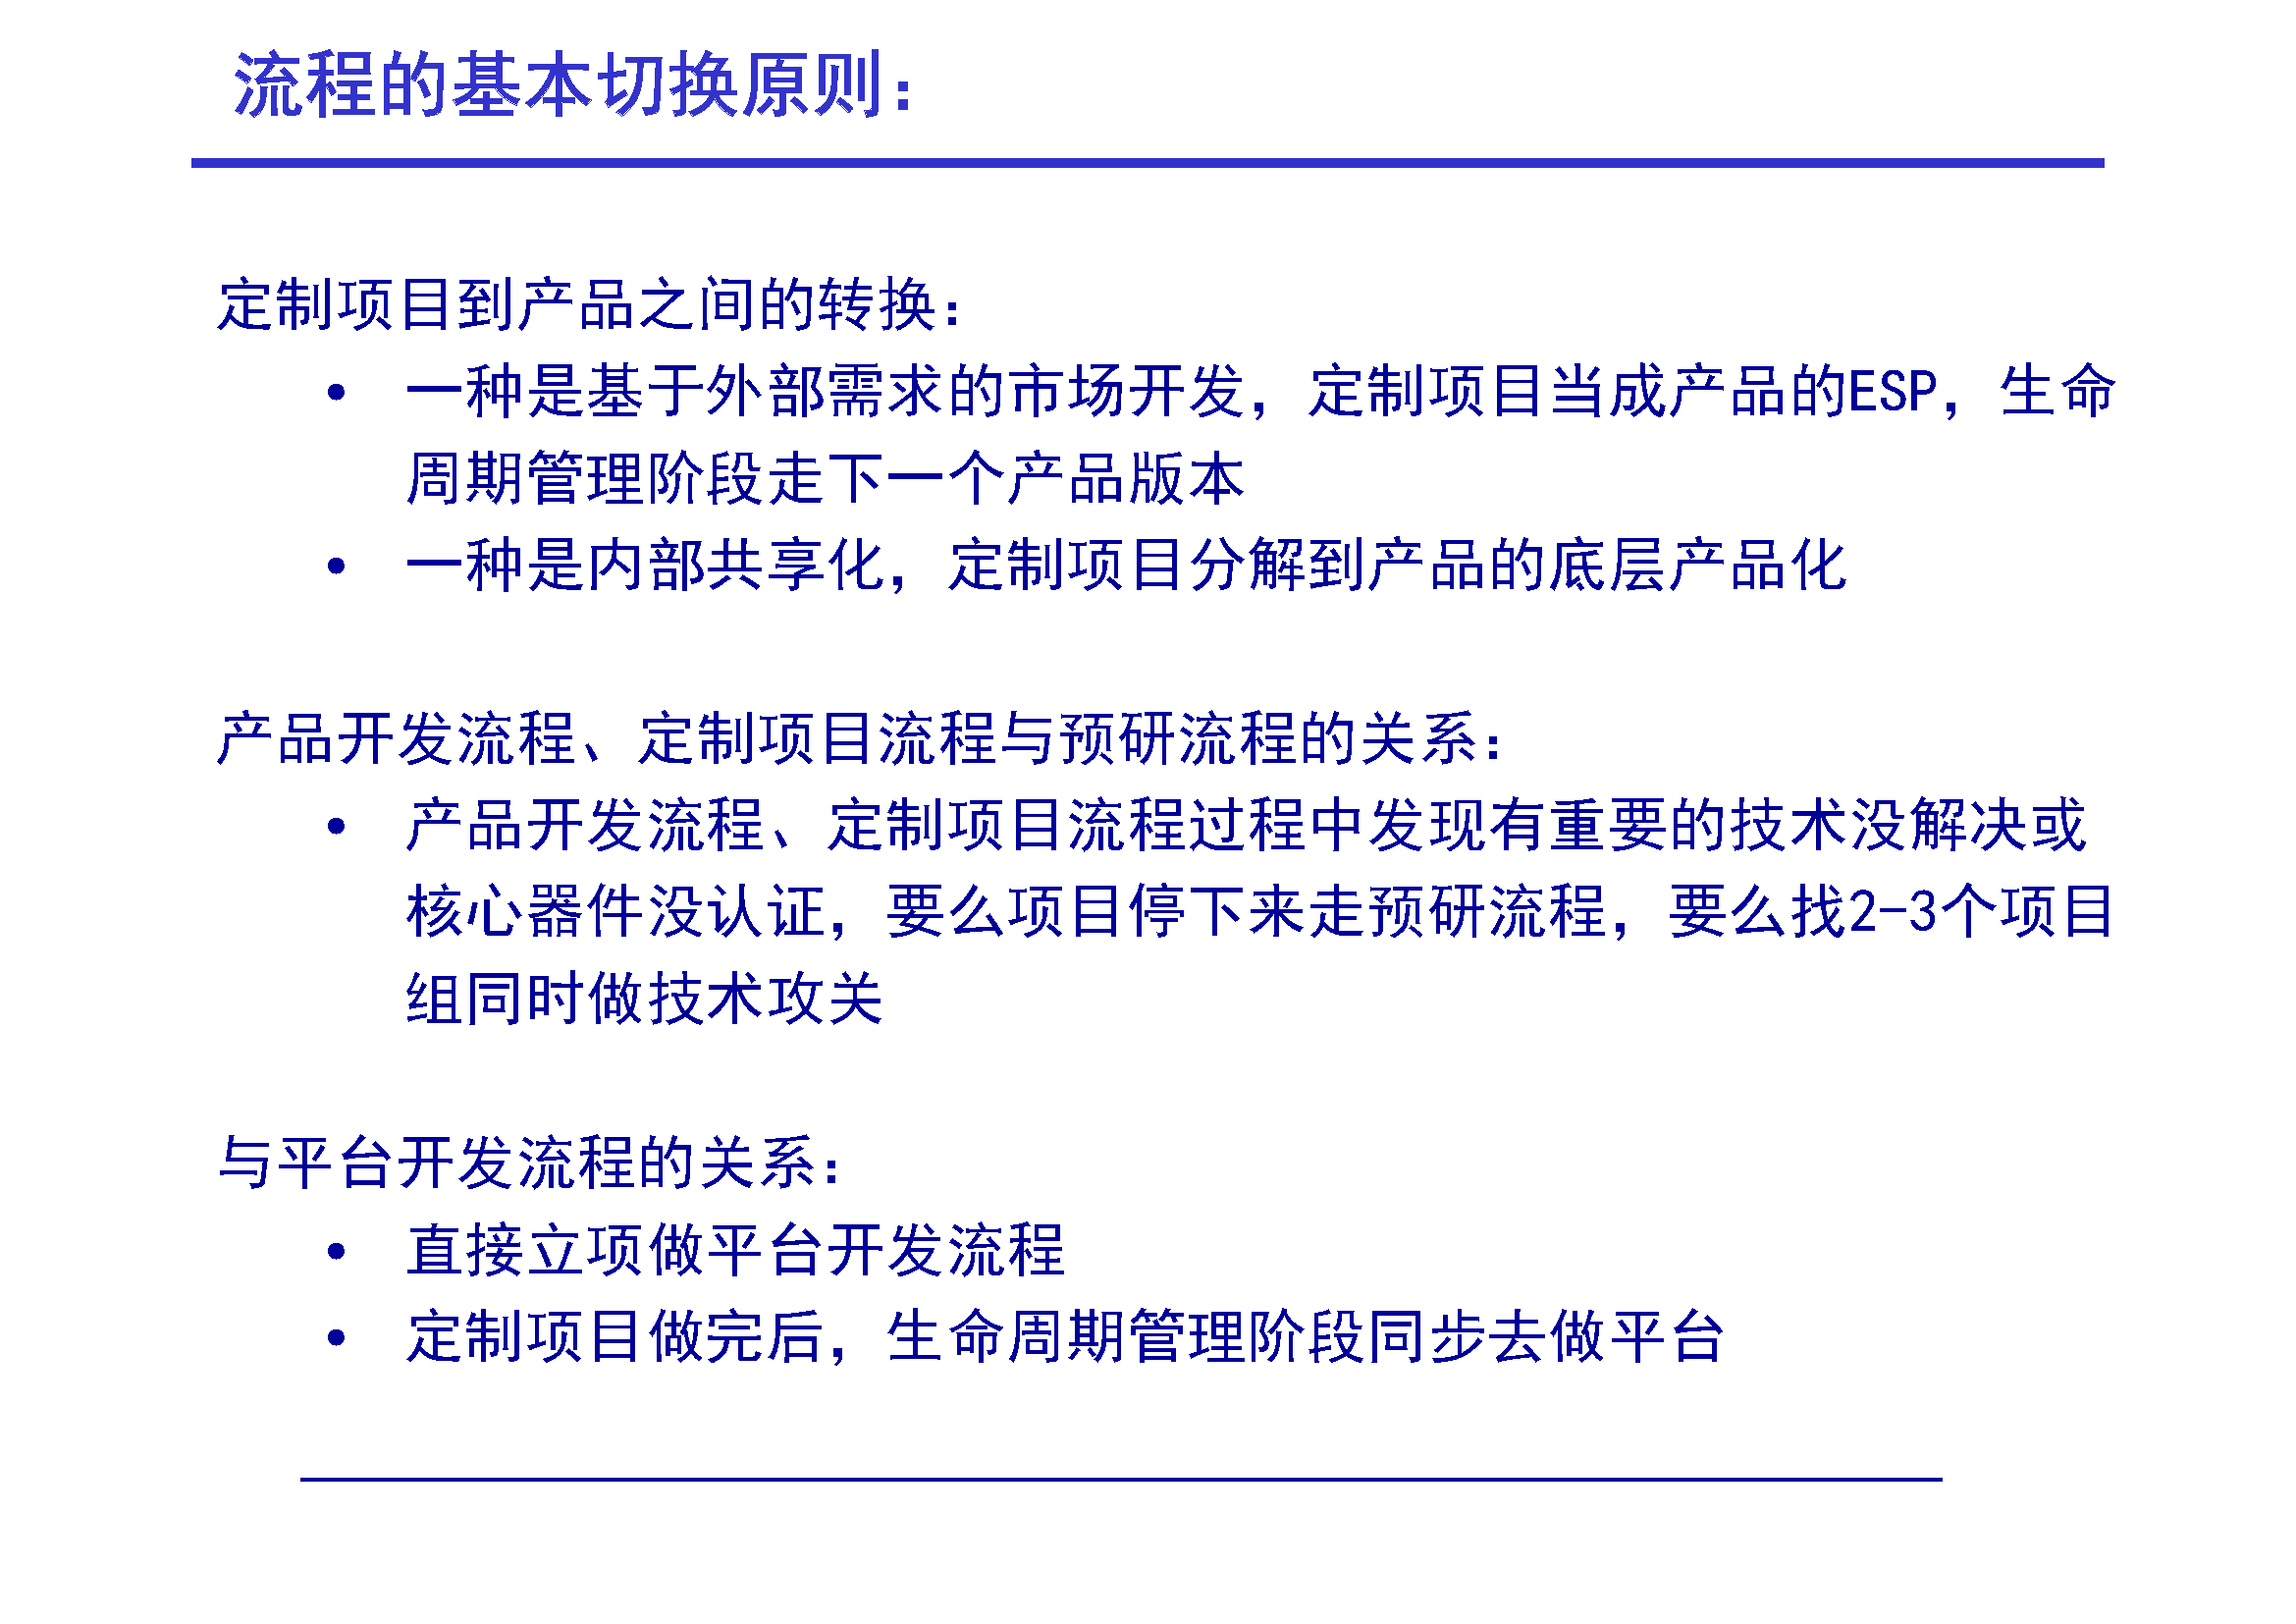 流程的基本切换原则：
定制项目到产品之间的转换：
• 一种是基于外部需求的市场开发，定制项目当成产品的ESP，生命
周期管理阶段走下一个产品版本
• 一种是内部共享化，定制项目分解到产品的底层产品化
产品开发流程、定制项目流程与预研流程的关系：
• 产品开发流程、定制项目流程过程中发现有重要的技术没解决或
核心器件没认证，要么项目停下来走预研流程，要么找2-3个项目
组同时做技术攻关
与平台开发流程的关系：
• 直接立项做平台开发流程
• 定制项目做完后，生命周期管理阶段同步去做平台